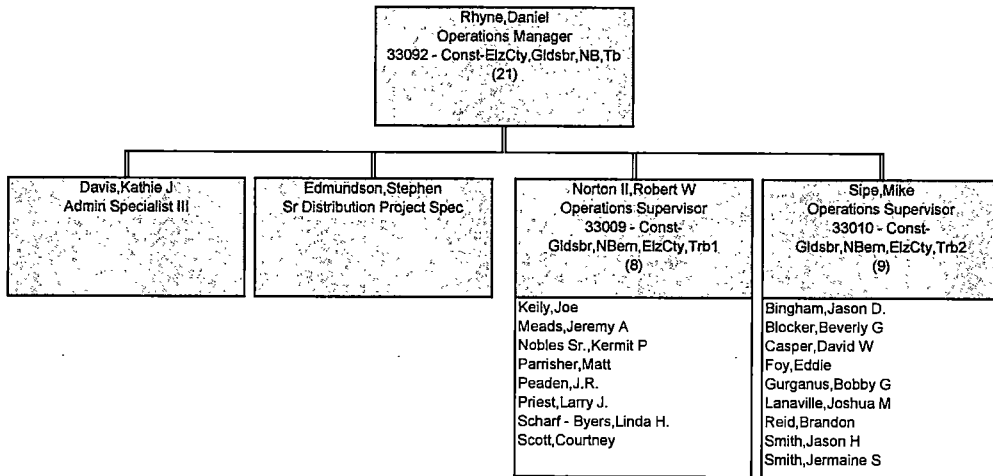 Rhyne,Daniel
Operations Manager
33092 - Const-ElzCty,Gldsbr,NB,Tb
(21)
Davis,Kathie J
Admin Specialist III
Edmundson,Stephen
Sr Distribution Project Spec
Norton II,Robert W
Operations Supervisor
33009 - Const-
Gldsbr,NBern,ElzCty,Trb1
(8)
Keily,Joe
Meads,Jeremy A
Nobles Sr.,Kermit P
Parrisher,Matt
Peaden,J.R.
Priest,Larry J.
Scharf - Byers,Linda H.
Scott,Courtney
Sipe,Mike
Operations Supervisor
33010 - Const-
Gldsbr,NBern,ElzCty,Trb2
(9)
Bingham,Jason D.
Blocker,Beverly G
Casper,David W
Foy,Eddie
Gurganus,Bobby G
Lanaville,Joshua M
Reid,Brandon
Smith,Jason H
Smith,Jermaine S